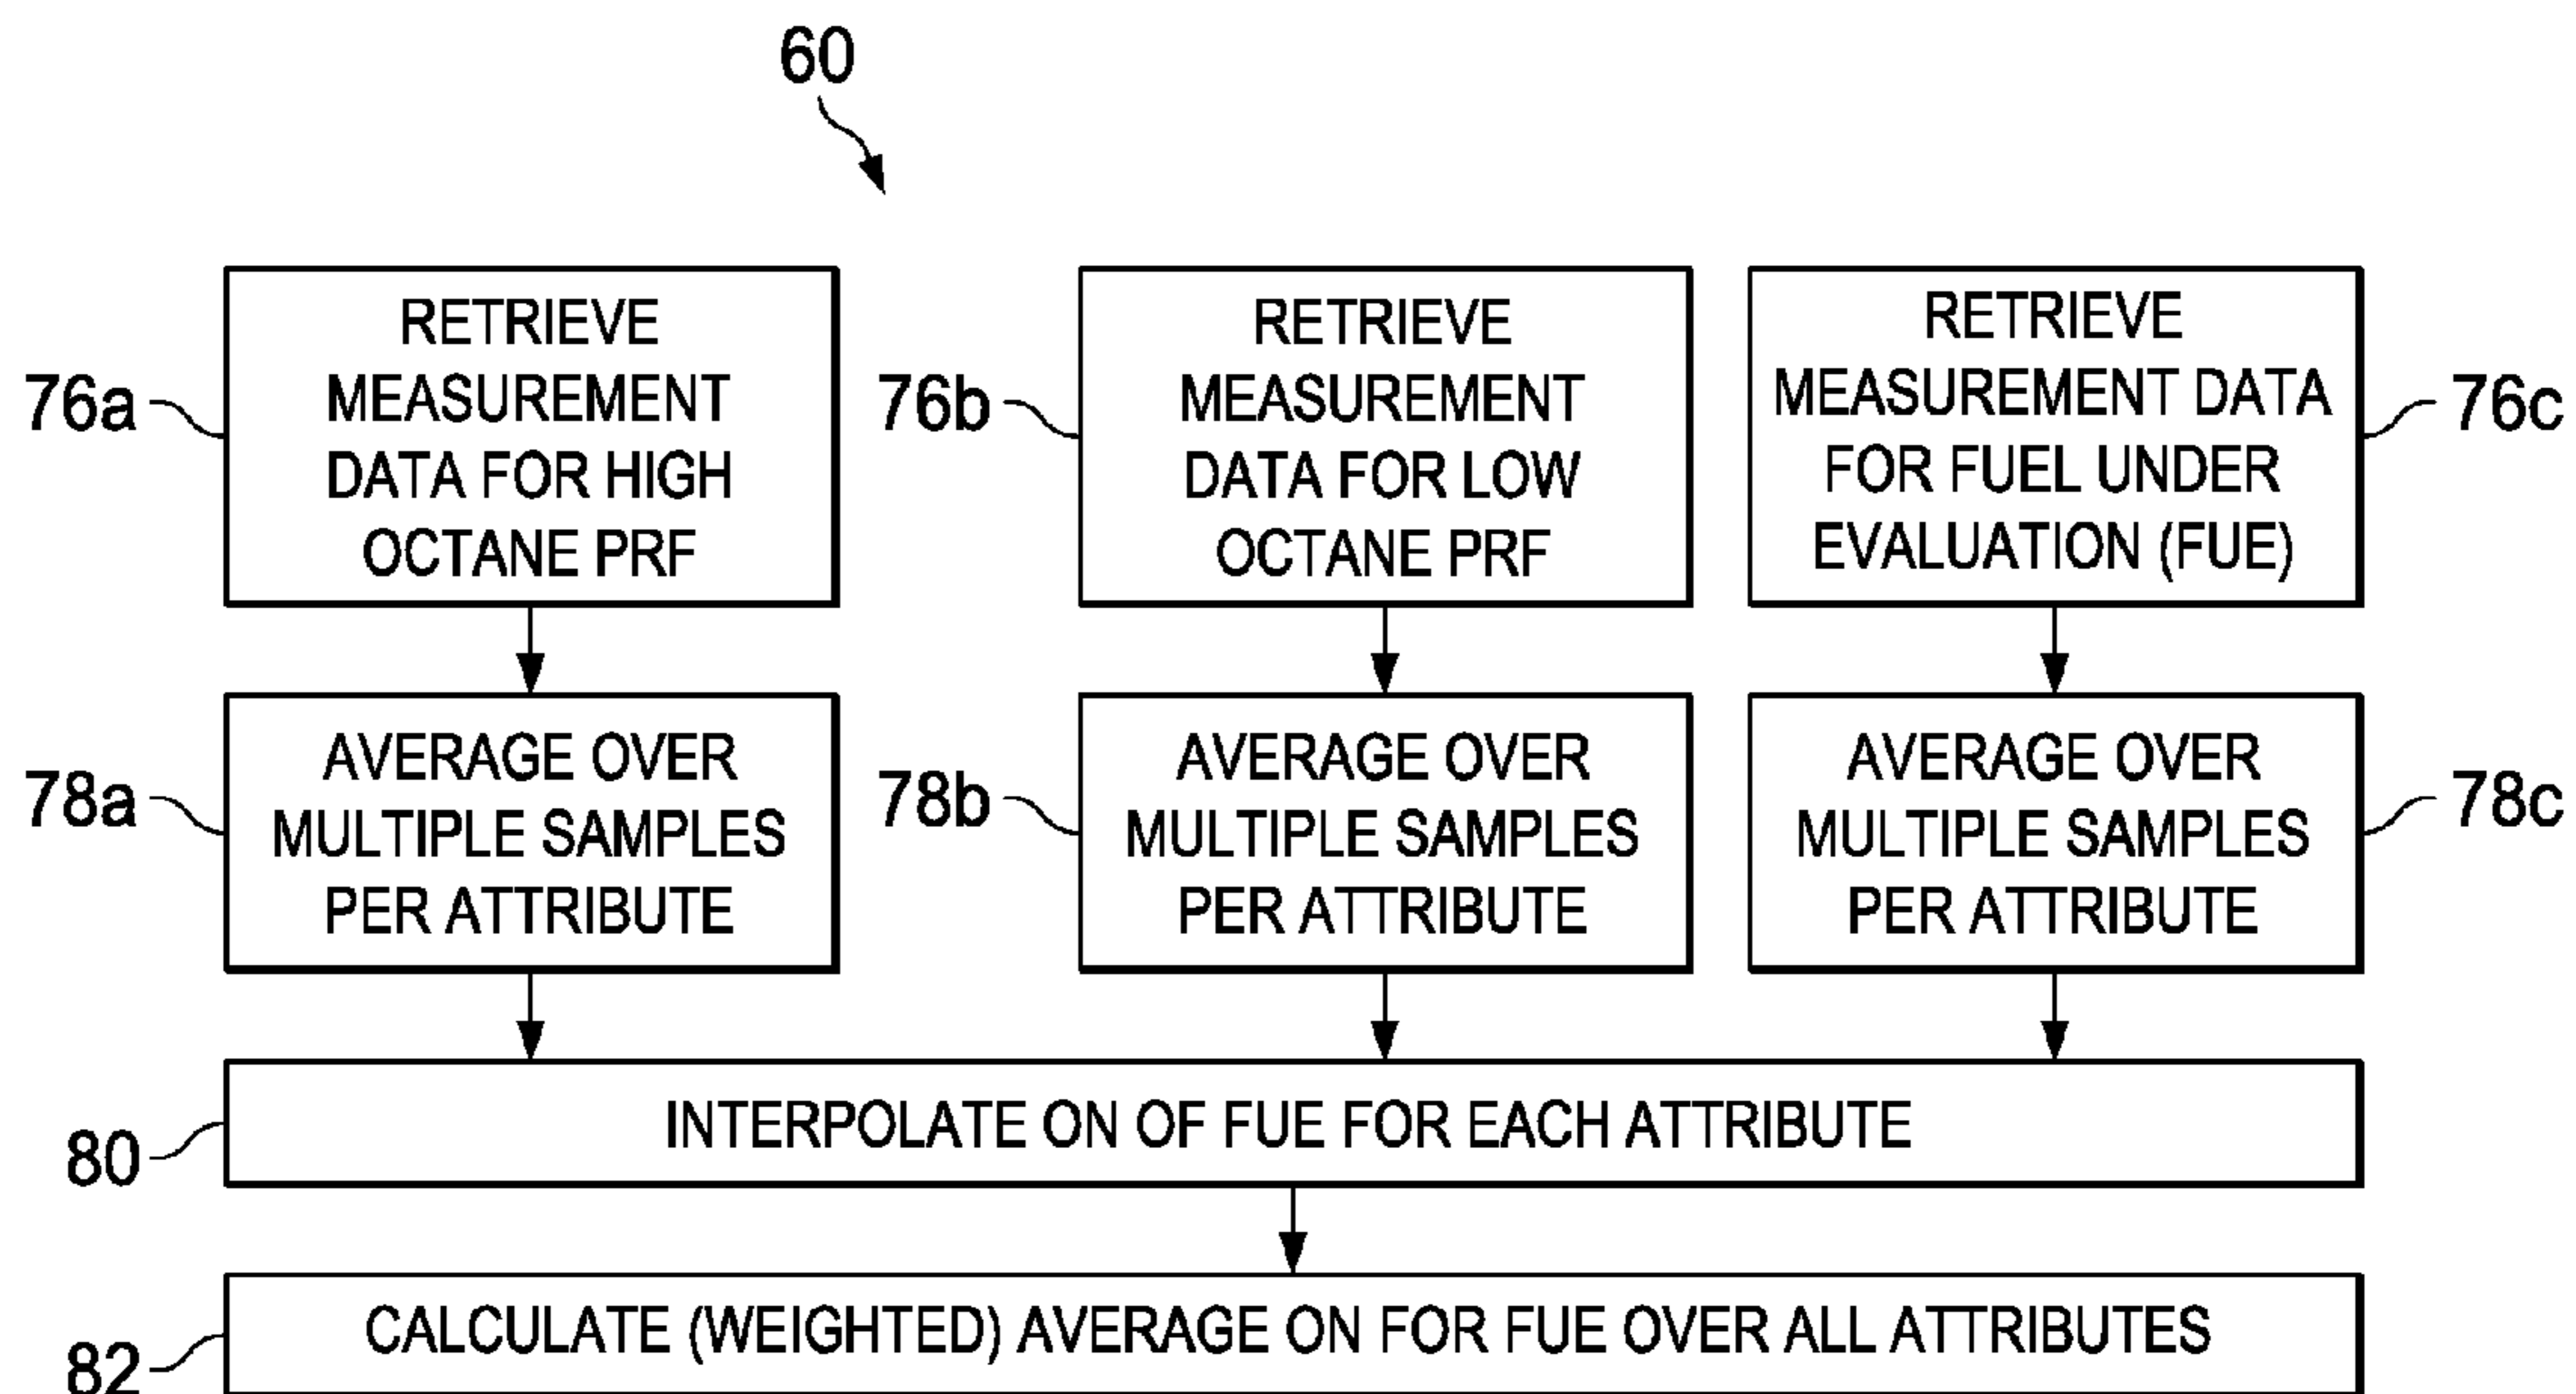 60
76a
RETRIEVE
MEASUREMENT
DATA FOR HIGH
OCTANE PRF
76b
RETRIEVE
MEASUREMENT
DATA FOR LOW
OCTANE PRF
RETRIEVE
MEASUREMENT DATA
FOR FUEL UNDER
EVALUATION (FUE)
76c
78a
AVERAGE OVER
MULTIPLE SAMPLES
PER ATTRIBUTE
78b
AVERAGE OVER
MULTIPLE SAMPLES
PER ATTRIBUTE
AVERAGE OVER
MULTIPLE SAMPLES
PER ATTRIBUTE
78c
80
INTERPOLATE ON OF FUE FOR EACH ATTRIBUTE
82
CALCULATE (WEIGHTED) AVERAGE ON FOR FUE OVER ALL ATTRIBUTES